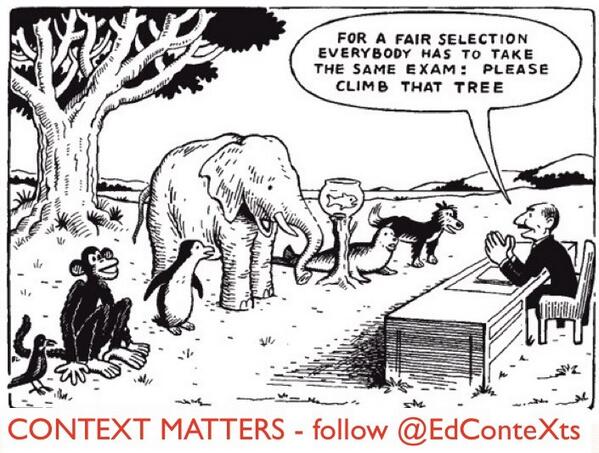 FOR A FAIR SELECTION
EVERYBODY HAS TO TAKE
THE SAME EXAM: PLEASE
CLIMB THAT TREE
CONTEXT MATTERS - follow @EdConteXts